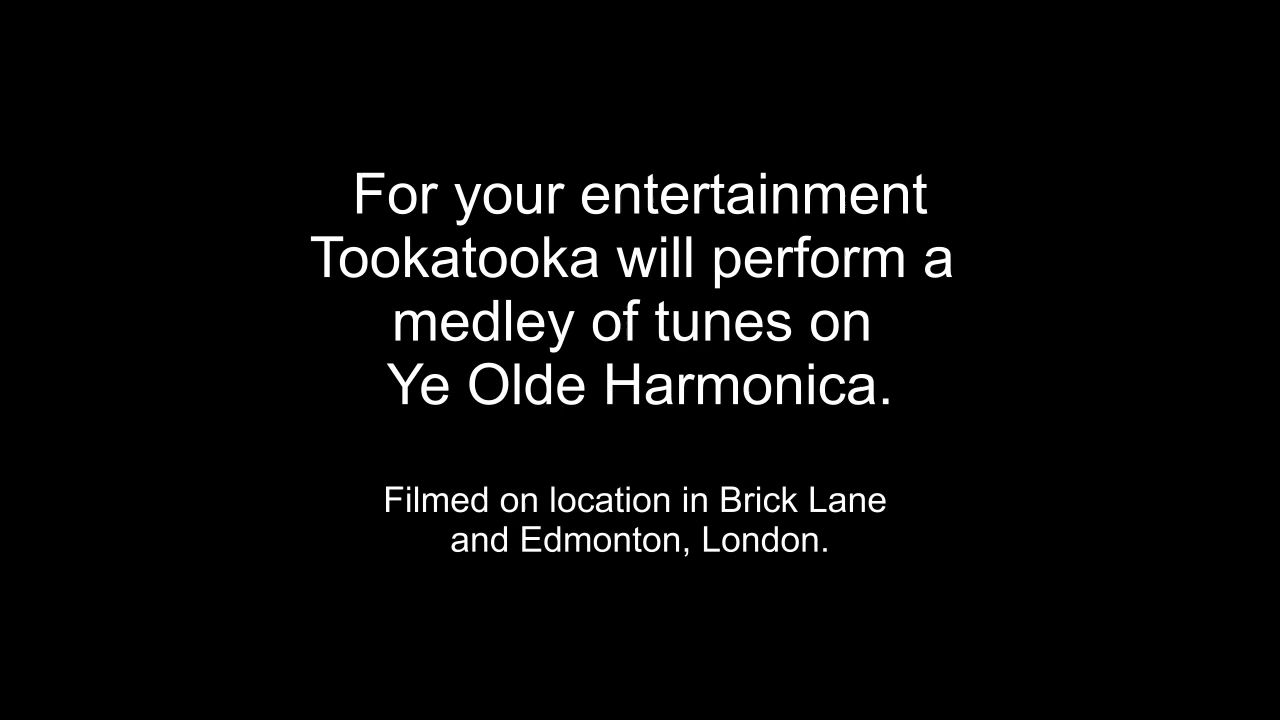 For your entertainment
Tookatooka will perform a
medley of tunes on
Ye Olde Harmonica.
Filmed on location in Brick Lane
and Edmonton, London.